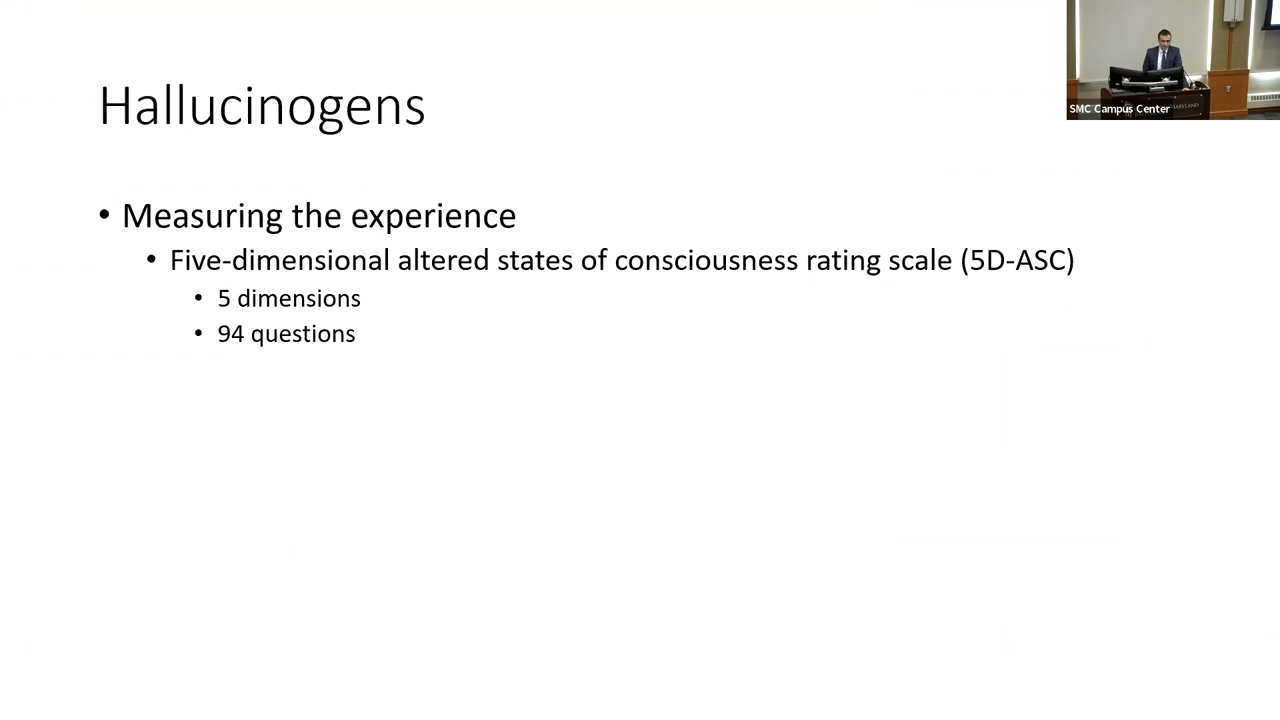 Hallucinogens
• Measuring the experience
• Five-dimensional altered states of consciousness rating scale (5D-ASC)
• 5 dimensions
• 94 questions
SMC Campus Center
MARYLAND